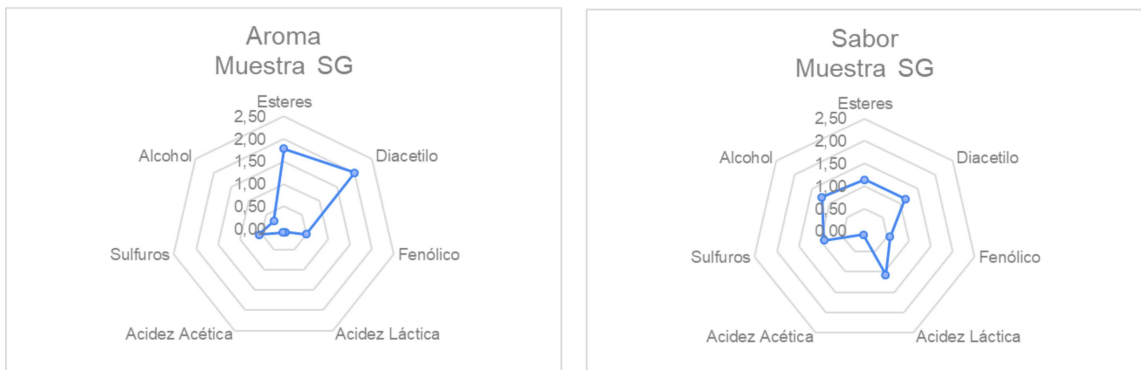 Aroma
Muestra SG
Esteres
2,50
2,00
1,50
1,00
0,50
0,00
Alcohol
Diacetilo
Sulfuros
Fenólico
Acidez Acética
Acidez Láctica
Sabor
Muestra SG
Esteres
2,50
2,00
1,50
1,00
0,50
0,00
Alcohol
Diacetilo
Sulfuros
Fenólico
Acidez Acética
Acidez Láctica